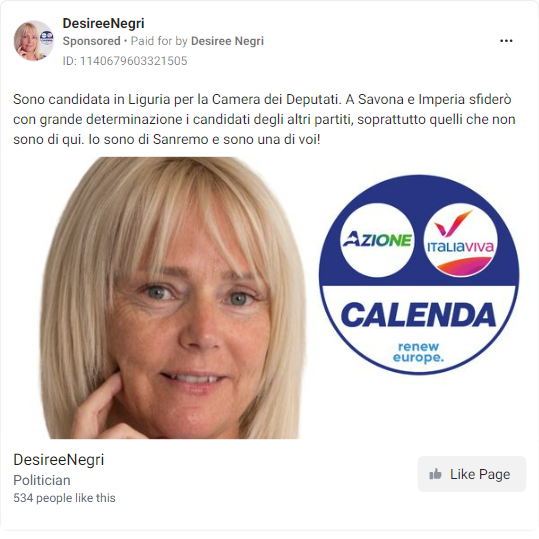 DesireeNegri
Sponsored • Paid for by Desiree Negri
ID: 1140679603321505
Sono candidata in Liguria per la Camera dei Deputati. A Savona e Imperia sfiderò
con grande determinazione i candidati degli altri partiti, soprattutto quelli che non
sono di qui. Io sono di Sanremo e sono una di voi!
AZIONE
ITALIAVIVA
CALENDA
renew
europe.
DesireeNegri
Politician
534 people like this
Like Page